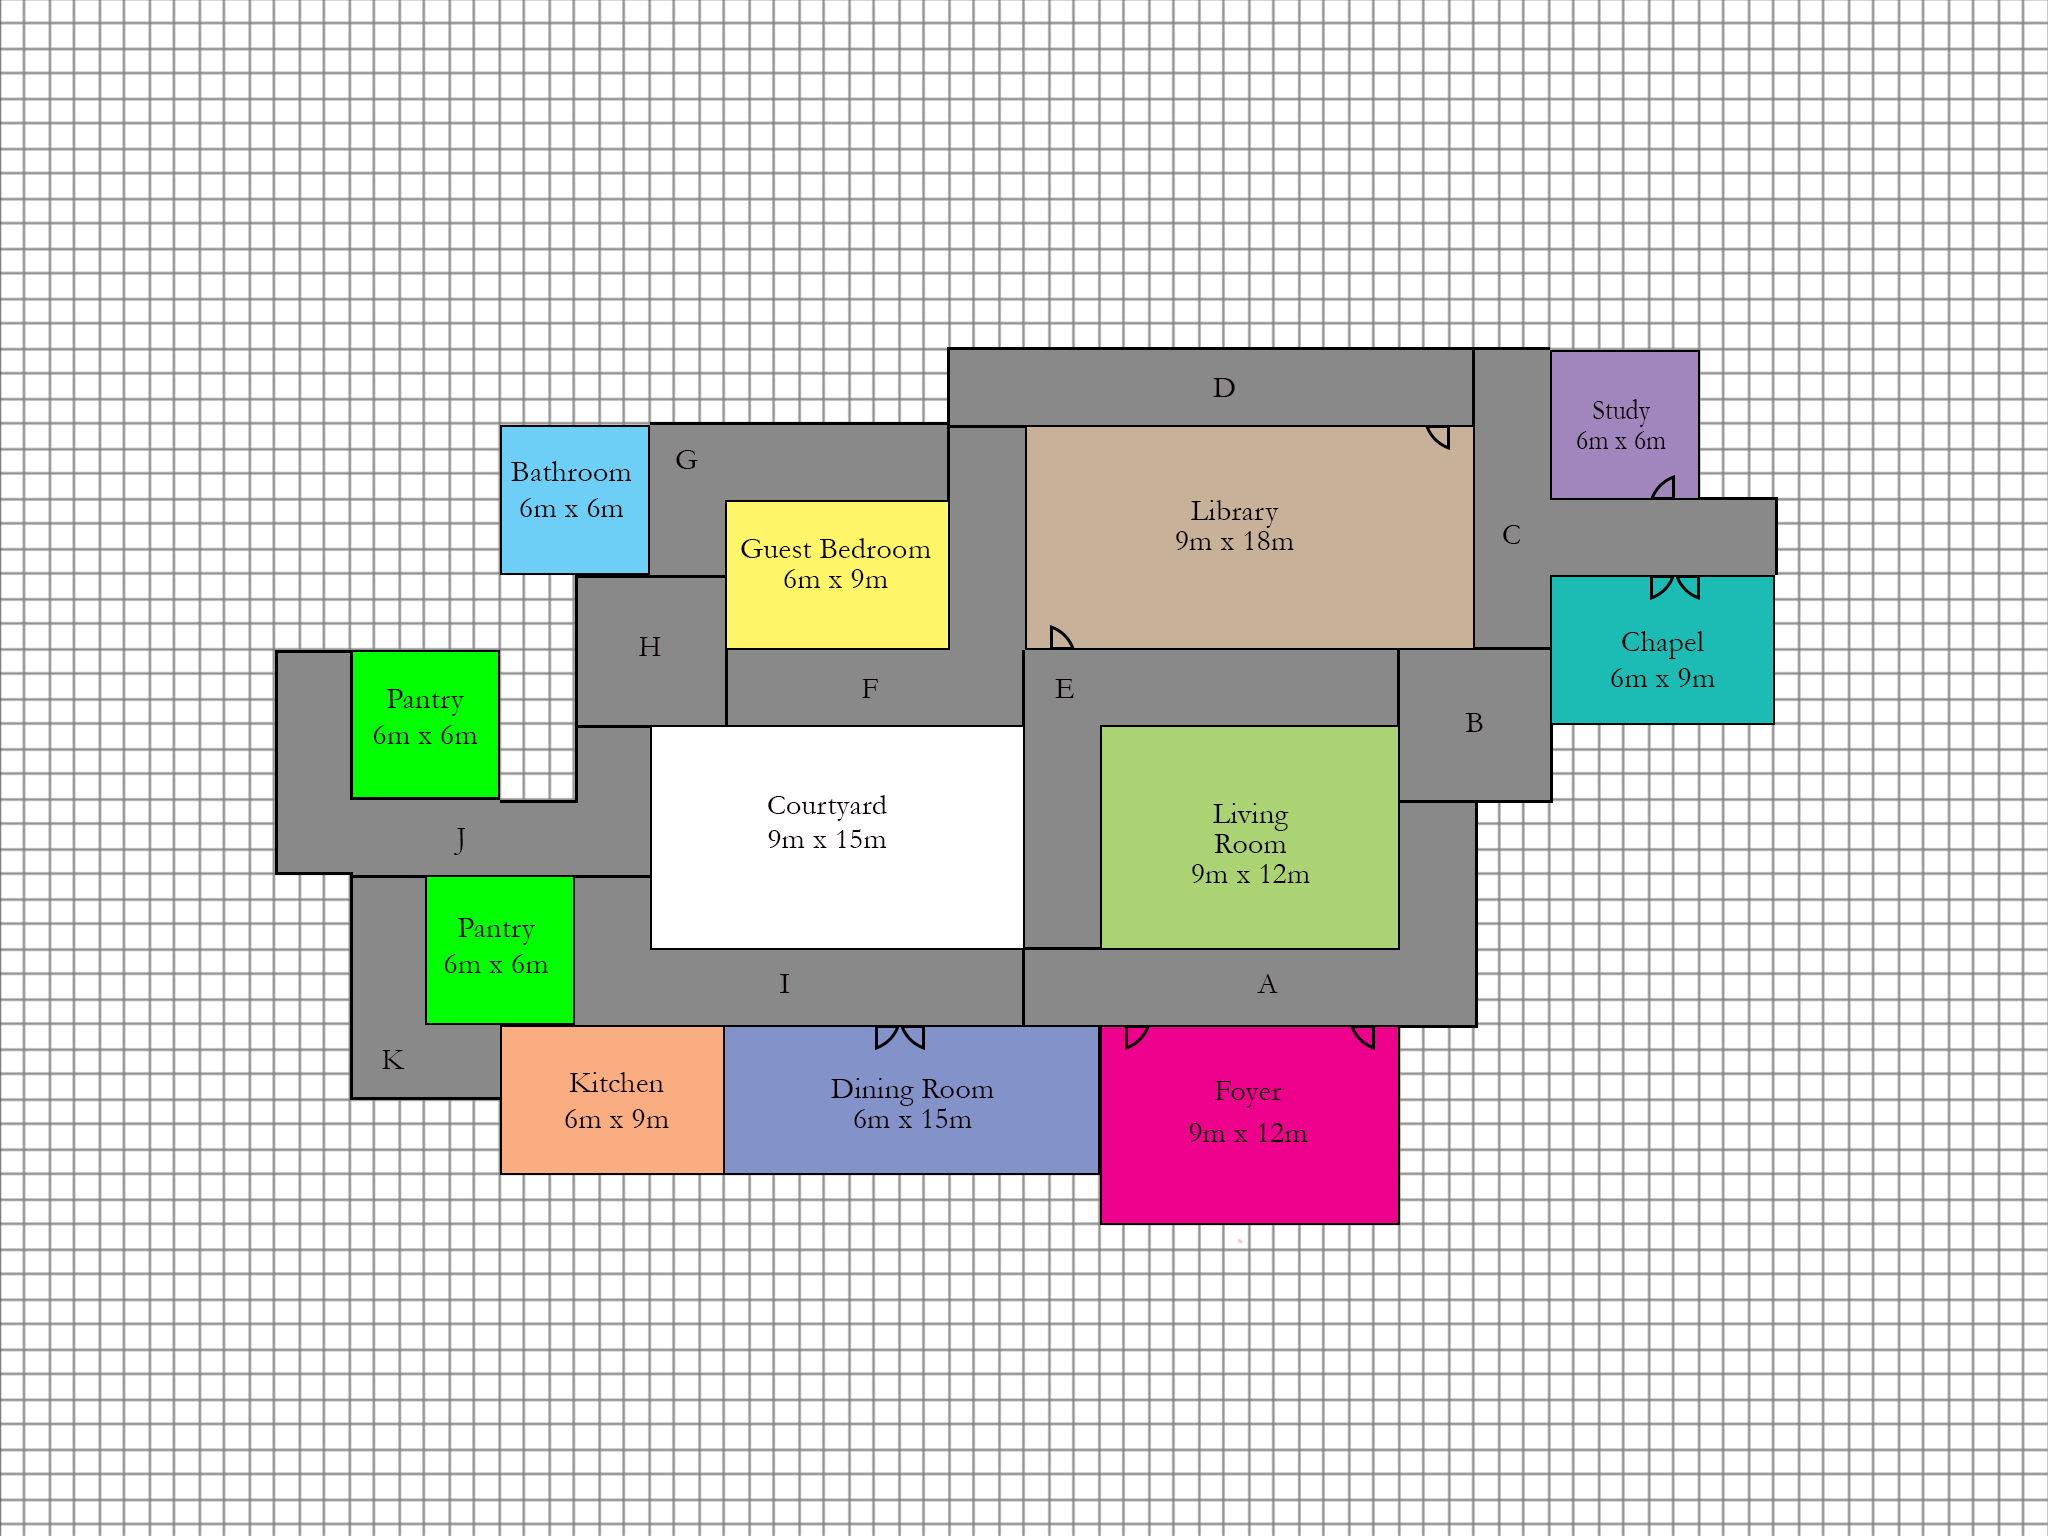 D
Study
6m x 6m
G
Bathroom
6m x 6m
Library
9m x 18m
C
Guest Bedroom
6m x 9m
H
Chapel
6m x 9m
F
E
B
Pantry
6m x 6m
Courtyard
9m x 15m
Living
Room
9m x 12m
J
Pantry
6m x 6m
I
A
K
Kitchen
6m x 9m
Dining Room
6m x 15m
Foyer
9m x 12m